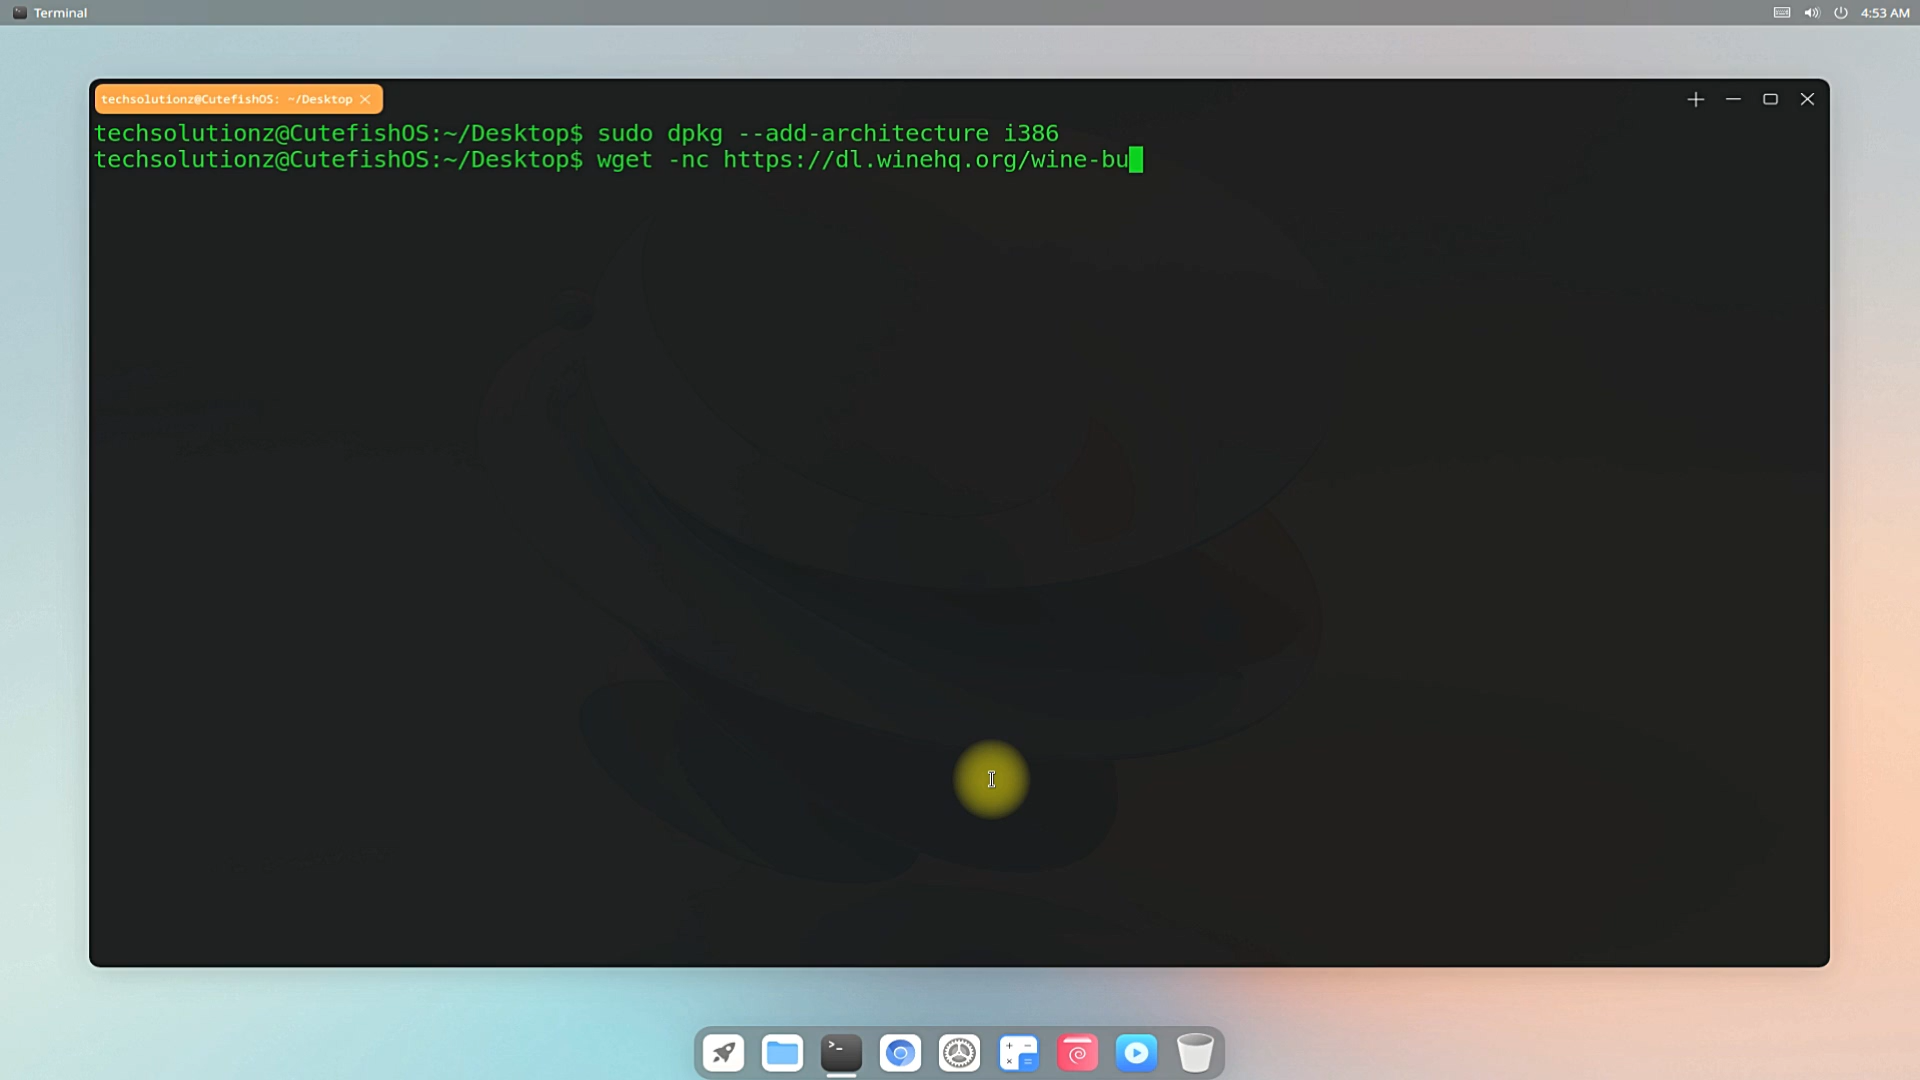 Terminal
4:53 AM
techsolutionz@CutefishOS: ~/Desktop
techsolutionz@CutefishOS:~/Desktop$ sudo dpkg --add-architecture i386
techsolutionz@CutefishOS:~/Desktop$ wget -nc https://dl.winehq.org/wine-bu